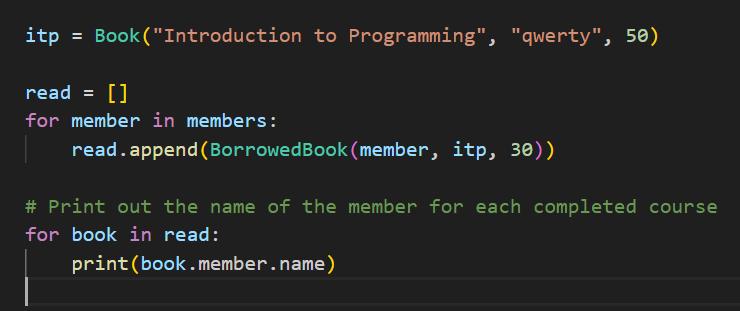 itp = Book("Introduction to Programming", "qwerty", 50)
read = []
for member in members:
    read.append(BorrowedBook(member, itp, 30))
# Print out the name of the member for each completed course
for book in read:
    print(book.member.name)